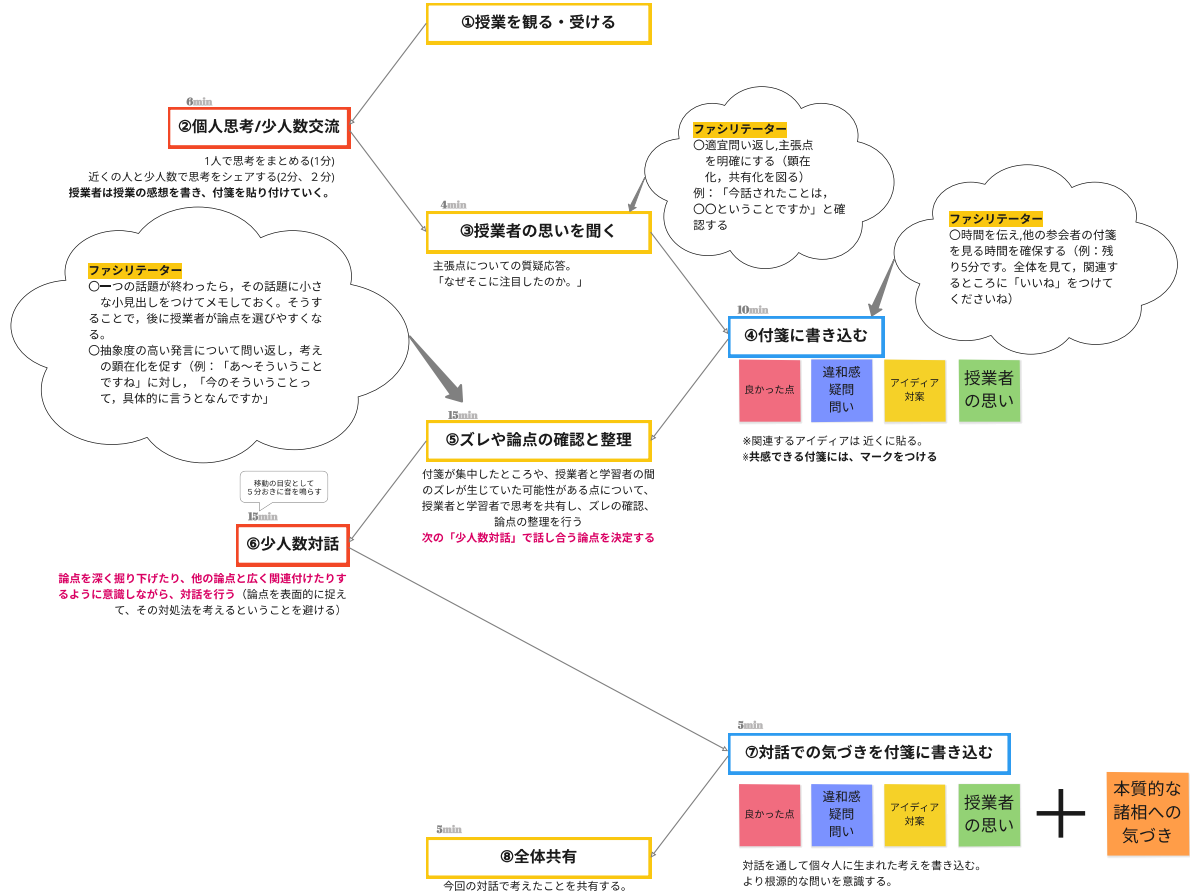 ①授業を観る・受ける
6min
②個人思考/少人数交流
1人で思考をまとめる(1分)
近くの人と少人数で思考をシェアする(2分、２分)
授業者は授業の感想を書き、付箋を貼り付けていく。
ファシリテーター
〇適宜問い返し,主張点
を明確にする（顕在
化，共有化を図る）
例：「今話されたことは，
〇〇ということですか」と確
認する
4min
③授業者の思いを聞く
主張点についての質疑応答。
「なぜそこに注目したのか。」
ファシリテーター
〇時間を伝え,他の参会者の付箋
を見る時間を確保する（例：残
り5分です。全体を見て，関連す
るところに「いいね」をつけて
くださいね）
ファシリテーター
〇一つの話題が終わったら，その話題に小さ
な小見出しをつけてメモしておく。そうす
ることで，後に授業者が論点を選びやすくな
る。
〇抽象度の高い発言について問い返し，考え
の顕在化を促す（例：「あ〜そういうこと
ですね」に対し，「今のそういうことっ
て，具体的に言うとなんですか」
10min
④付箋に書き込む
良かった点
違和感
疑問
問い
アイディア
対案
授業者
の思い
※関連するアイディアは 近くに貼る。
※共感できる付箋には、マークをつける
15min
⑤ズレや論点の確認と整理
付箋が集中したところや、授業者と学習者の間
のズレが生じていた可能性がある点について、
授業者と学習者で思考を共有し、ズレの確認、
論点の整理を行う
次の「少人数対話」で話し合う論点を決定する
移動の目安として
５分おきに音を鳴らす
15min
⑥少人数対話
論点を深く掘り下げたり、他の論点と広く関連付けたりす
るように意識しながら、対話を行う（論点を表面的に捉え
て、その対処法を考えるということを避ける）
5min
⑦対話での気づきを付箋に書き込む
良かった点
違和感
疑問
問い
アイディア
対案
授業者
の思い
＋
本質的な
諸相への
気づき
対話を通して個々人に生まれた考えを書き込む。
より根源的な問いを意識する。
5min
⑧全体共有
今回の対話で考えたことを共有する。